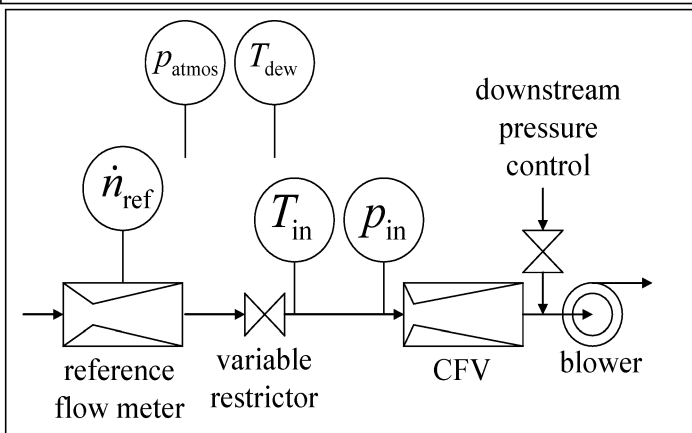 p_atmos T_dew
downstream
pressure
control
ṅ_ref
T_in p_in
reference
flow meter
variable
restrictor
CFV
blower